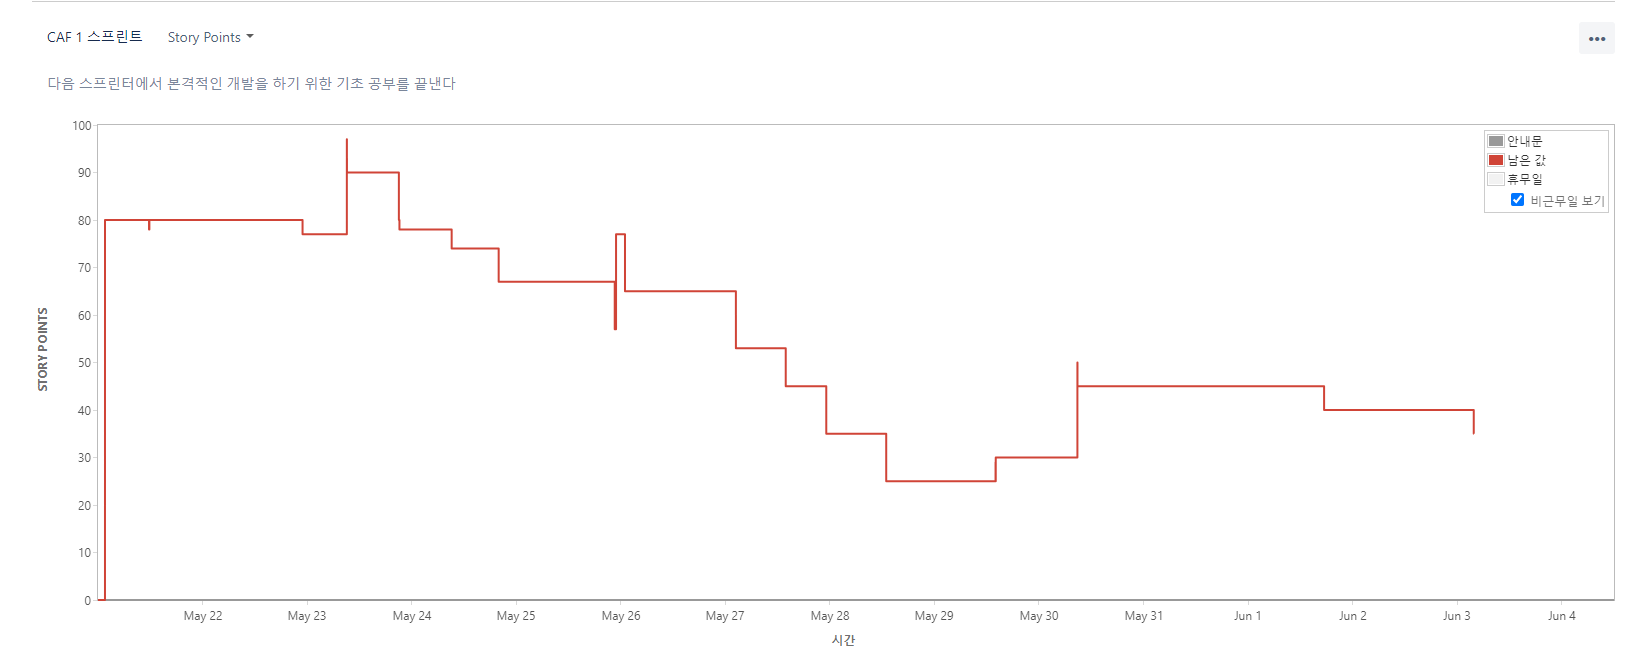 CAF 1 스프린트 Story Points
다음 스프린터에서 본격적인 개발을 하기 위한 기초 공부를 끝낸다
안내문
남은 값
휴무일
비근무일 보기
STORY POINTS
100
90
80
70
60
50
40
30
20
10
0
May 22 May 23 May 24 May 25 May 26 May 27 May 28 May 29 May 30 May 31 Jun 1 Jun 2 Jun 3 Jun 4
시간